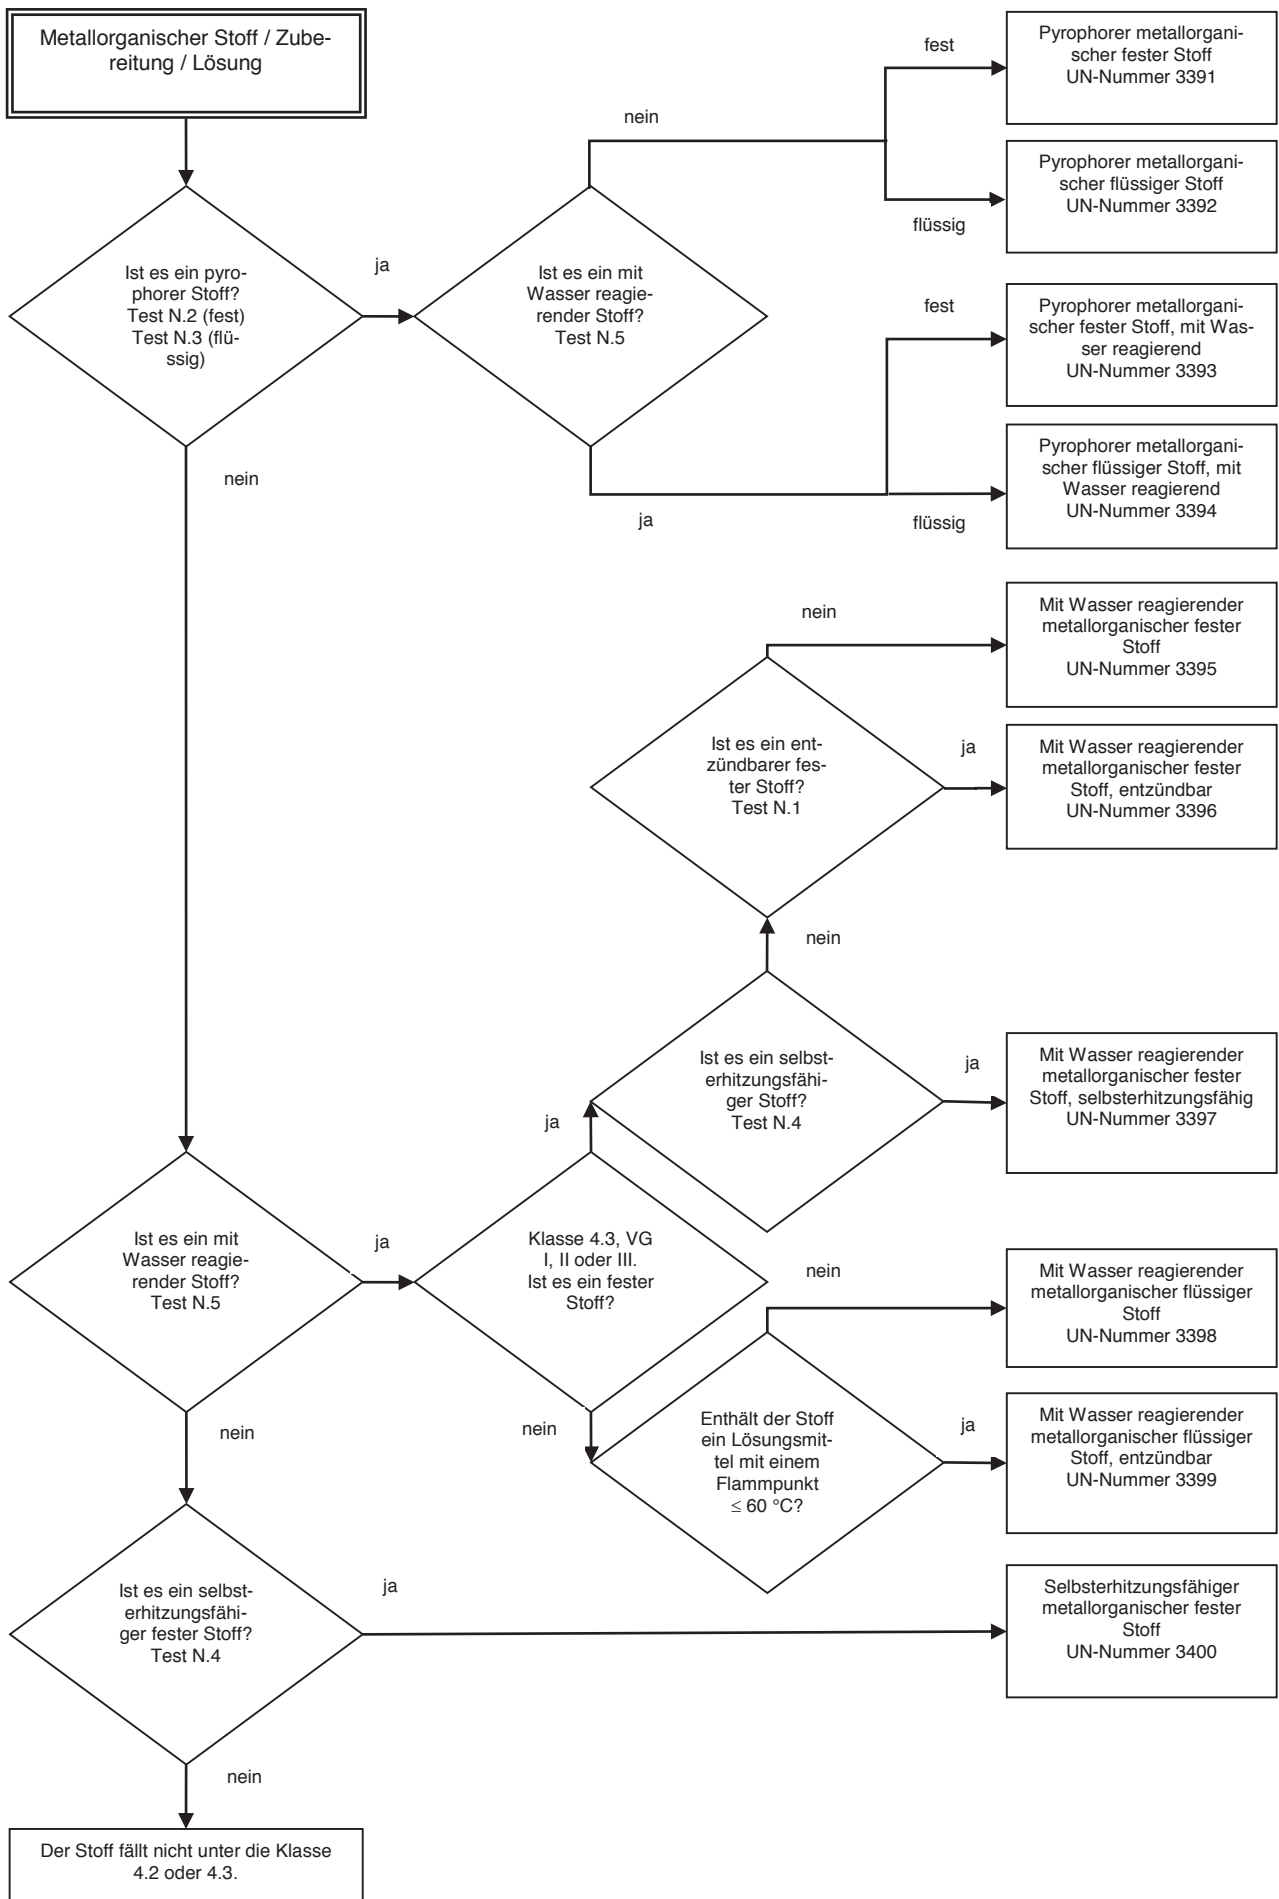 Metallorganischer Stoff / Zube-
reitung / Lösung
fest
Pyrophorer metallorgani-
scher fester Stoff
UN-Nummer 3391
nein
Pyrophorer metallorgani-
scher flüssiger Stoff
UN-Nummer 3392
flüssig
Ist es ein pyro-
phorer Stoff?
Test N.2 (fest)
Test N.3 (flü-
ssig)
ja
Ist es ein mit
Wasser reagie-
render Stoff?
Test N.5
fest
Pyrophorer metallorgani-
scher fester Stoff, mit Was-
ser reagierend
UN-Nummer 3393
nein
ja
flüssig
Pyrophorer metallorgani-
scher flüssiger Stoff, mit
Wasser reagierend
UN-Nummer 3394
nein
Mit Wasser reagierender
metallorganischer fester
Stoff
UN-Nummer 3395
Ist es ein ent-
zündbarer fes-
ter Stoff?
Test N.1
ja
Mit Wasser reagierender
metallorganischer fester
Stoff, entzündbar
UN-Nummer 3396
nein
Ist es ein selbst-
erhitzungsfähi-
ger Stoff?
Test N.4
ja
Mit Wasser reagierender
metallorganischer fester
Stoff, selbsterhitzungsfähig
UN-Nummer 3397
ja
Ist es ein mit
Wasser reagie-
render Stoff?
Test N.5
ja
Klasse 4.3, VG
I, II oder III.
Ist es ein fester
Stoff?
nein
Mit Wasser reagierender
metallorganischer flüssiger
Stoff
UN-Nummer 3398
nein
nein
Enthält der Stoff
ein Lösungsmit-
tel mit einem
Flammpunkt
≤ 60 °C?
ja
Mit Wasser reagierender
metallorganischer flüssiger
Stoff, entzündbar
UN-Nummer 3399
Ist es ein selbst-
erhitzungsfähi-
ger fester Stoff?
Test N.4
ja
Selbsterhitzungsfähiger
metallorganischer fester
Stoff
UN-Nummer 3400
nein
Der Stoff fällt nicht unter die Klasse
4.2 oder 4.3.